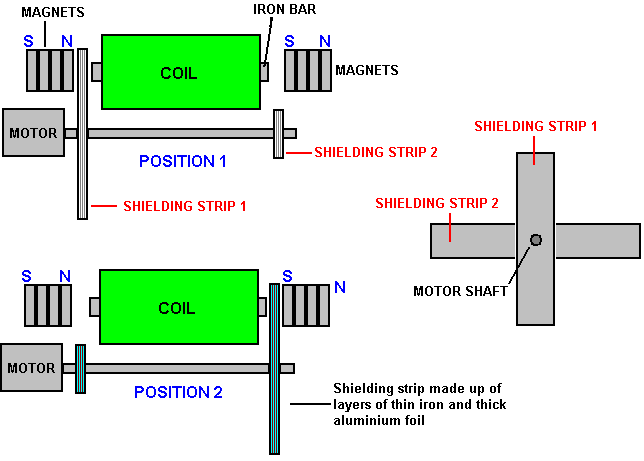 MAGNETS
IRON BAR
S N
S N
COIL
MAGNETS
MOTOR
POSITION 1
SHIELDING STRIP 2
SHIELDING STRIP 1
SHIELDING STRIP 1
SHIELDING STRIP 2
MOTOR SHAFT
S N
S
N
COIL
MOTOR
POSITION 2
Shielding strip made up of
layers of thin iron and thick
aluminium foil